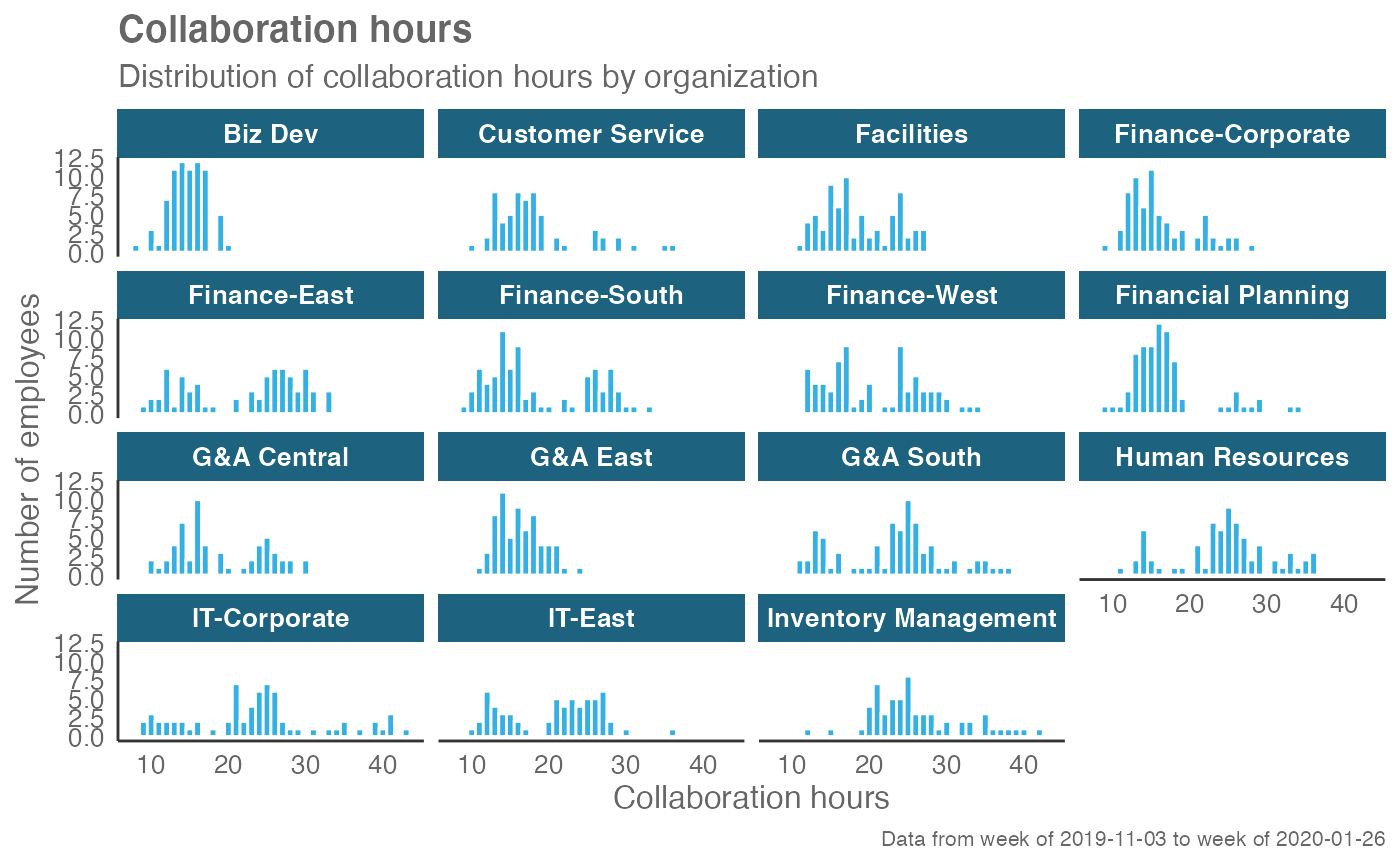 Collaboration hours
Distribution of collaboration hours by organization
Biz Dev Customer Service Facilities Finance-Corporate
12.5
10.0
7.5
5.0
2.5
0.0
Finance-East Finance-South Finance-West Financial Planning
12.5
10.0
7.5
5.0
2.5
0.0
Number of employees
G&A Central G&A East G&A South Human Resources
12.5
10.0
7.5
5.0
2.5
0.0
10 20 30 40
IT-Corporate IT-East Inventory Management
12.5
10.0
7.5
5.0
2.5
0.0
10 20 30 40 10 20 30 40 10 20 30 40
Collaboration hours
Data from week of 2019-11-03 to week of 2020-01-26